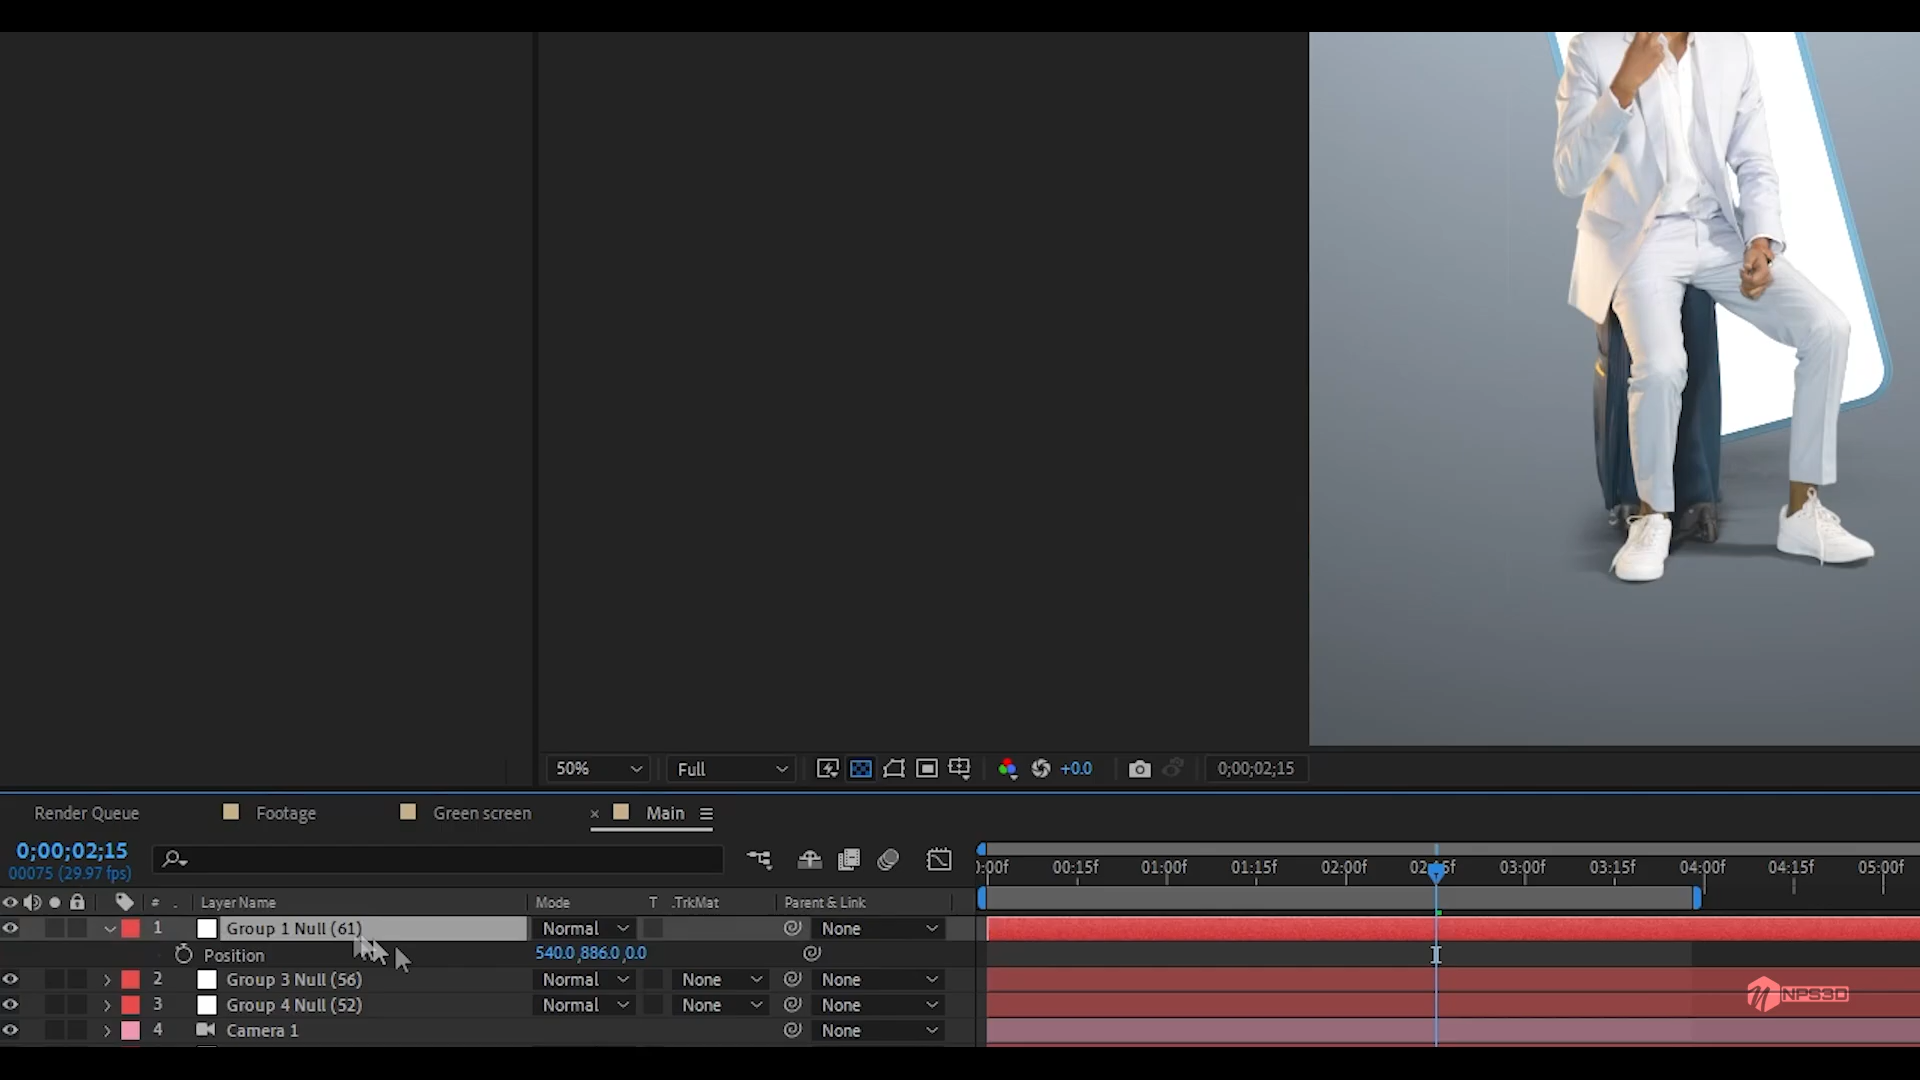 50% Full +0.0 0;00;02;15
Render Queue Footage Green screen × Main
0;00;02;15
00075 (29.97 fps)
:00f 00:15f 01:00f 01:15f 02:00f 02:15f 03:00f 03:15f 04:00f 04:15f 05:00f
# . Layer Name Mode T .TrkMat Parent & Link
1 Group 1 Null (61) Normal None
Position 540.0,886.0,0.0
2 Group 3 Null (56) Normal None None
3 Group 4 Null (52) Normal None None
4 Camera 1 None
NPS3D